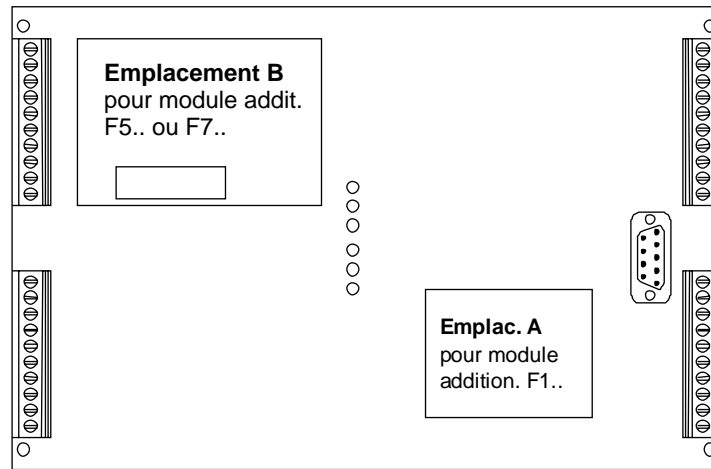 Emplacement B
pour module addit.
F5.. ou F7..
Emplac. A
pour module
addition. F1..